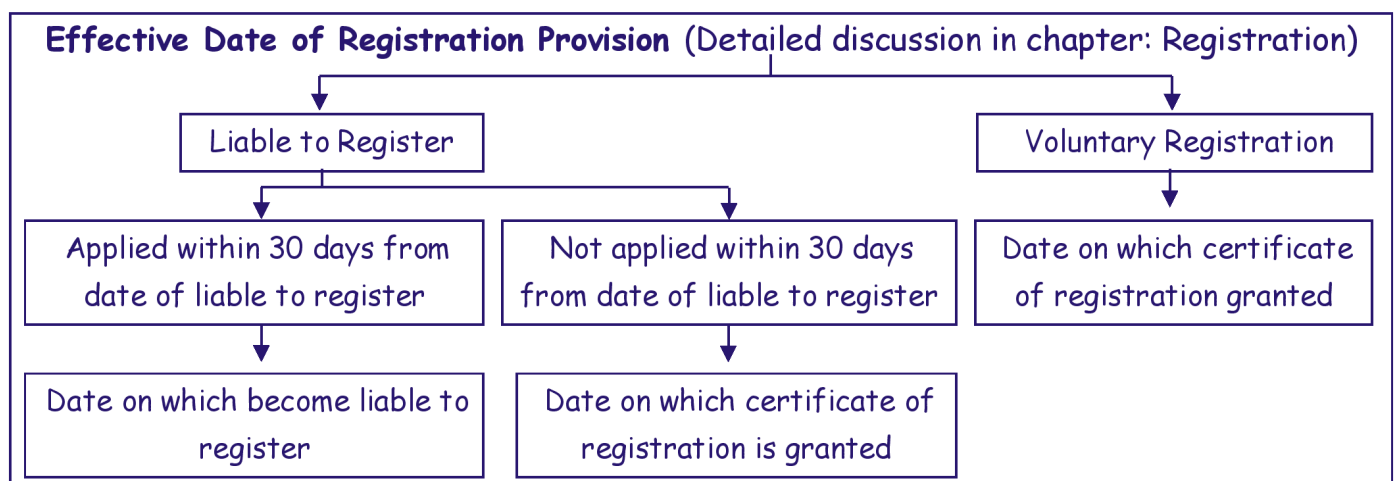 Effective Date of Registration Provision (Detailed discussion in chapter: Registration)
Liable to Register
Voluntary Registration
Applied within 30 days from
date of liable to register
Not applied within 30 days
from date of liable to register
Date on which certificate
of registration granted
Date on which become liable to
register
Date on which certificate of
registration is granted